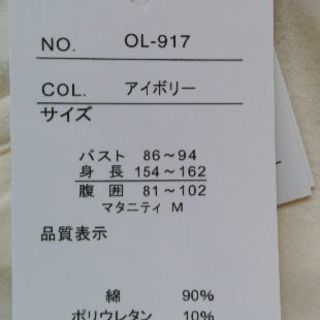 NO. OL-917
COL. アイボリー
サイズ
バスト 86～94
身長 154～162
腹囲 81～102
マタニティ M
品質表示
綿 90%
ポリウレタン 10%